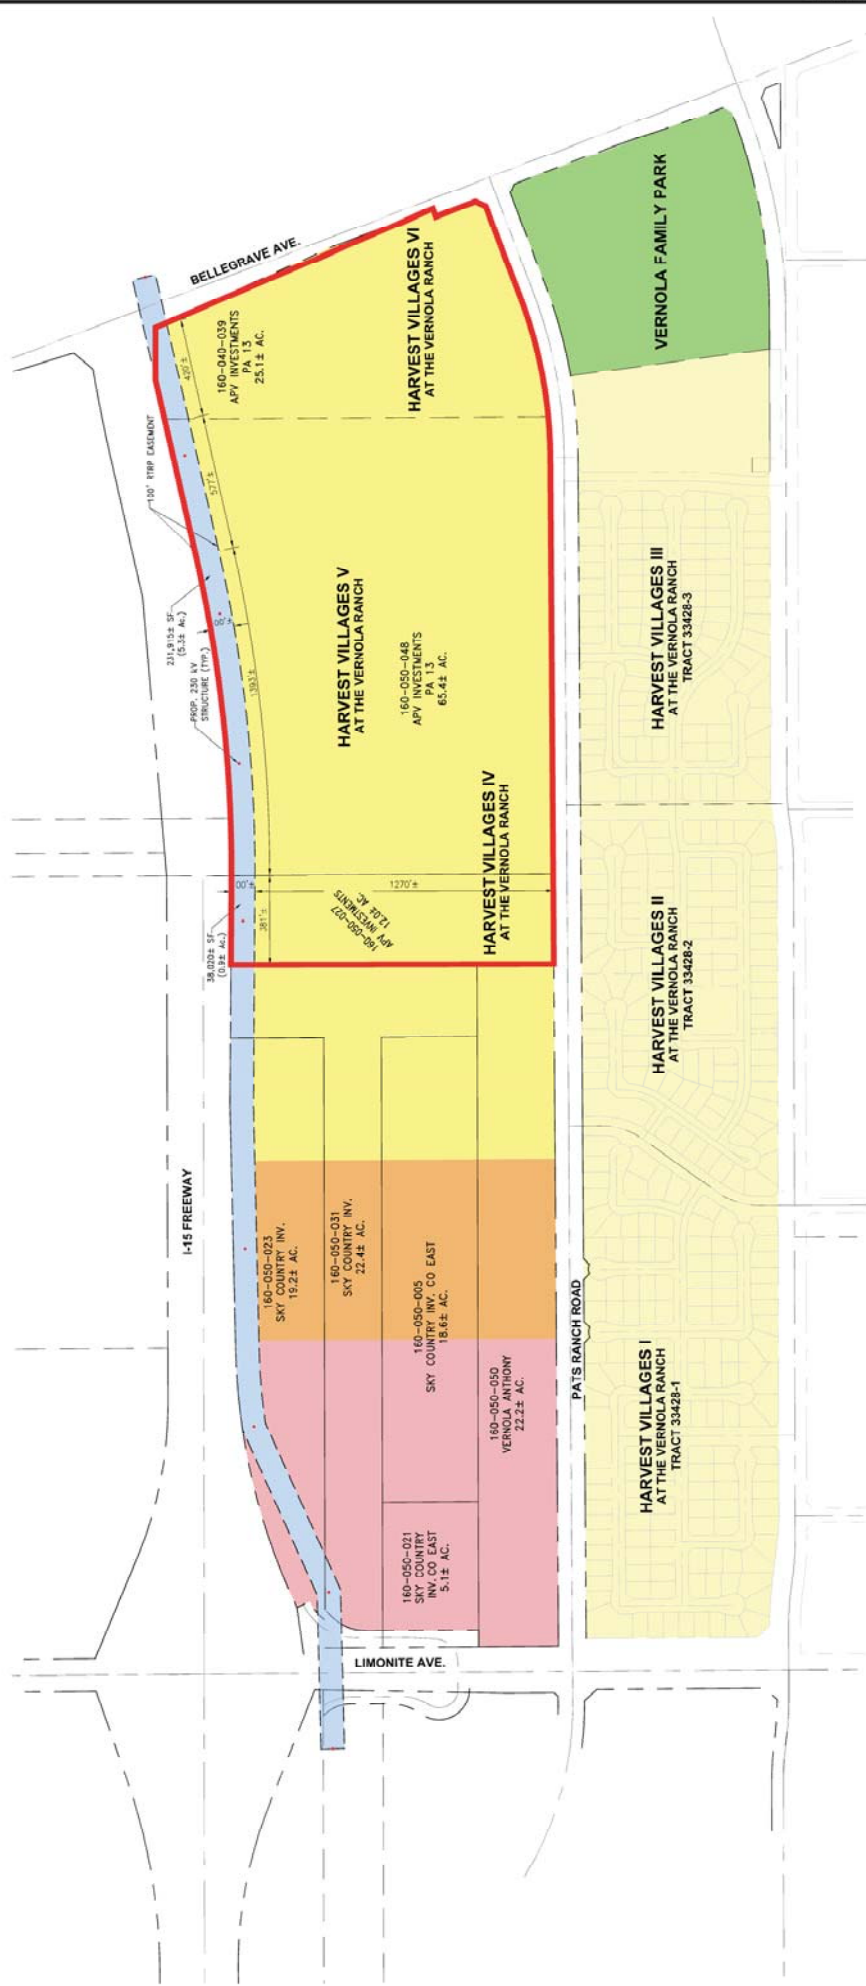 BELLEGRAVE AVE.
VERNOLA FAMILY PARK
HARVEST VILLAGES VI
AT THE VERNOLA RANCH
160-040-039
APV INVESTMENTS
PA 13
25.1± AC.
420'±
100' RTRP EASEMENT
577'±
231,915± SF
(5.3± Ac.)
PROP. 230 kV
STRUCTURE (TYP.)
1393'±
HARVEST VILLAGES V
AT THE VERNOLA RANCH
160-050-048
APV INVESTMENTS
PA 13
65.4± AC.
HARVEST VILLAGES III
AT THE VERNOLA RANCH
TRACT 33428-3
HARVEST VILLAGES IV
AT THE VERNOLA RANCH
1270'±
160-050-027
APV INVESTMENTS
12.0± AC.
381'±
38,020± SF
(0.9± Ac.)
HARVEST VILLAGES II
AT THE VERNOLA RANCH
TRACT 33428-2
I-15 FREEWAY
160-050-023
SKY COUNTRY INV.
19.2± AC.
160-050-031
SKY COUNTRY INV.
22.4± AC.
160-050-005
SKY COUNTRY INV. CO EAST
18.6± AC.
160-050-050
VERNOLA ANTHONY
22.2± AC.
160-050-021
SKY COUNTRY
INV. CO EAST
5.1± AC.
PATS RANCH ROAD
HARVEST VILLAGES I
AT THE VERNOLA RANCH
TRACT 33428-1
LIMONITE AVE.